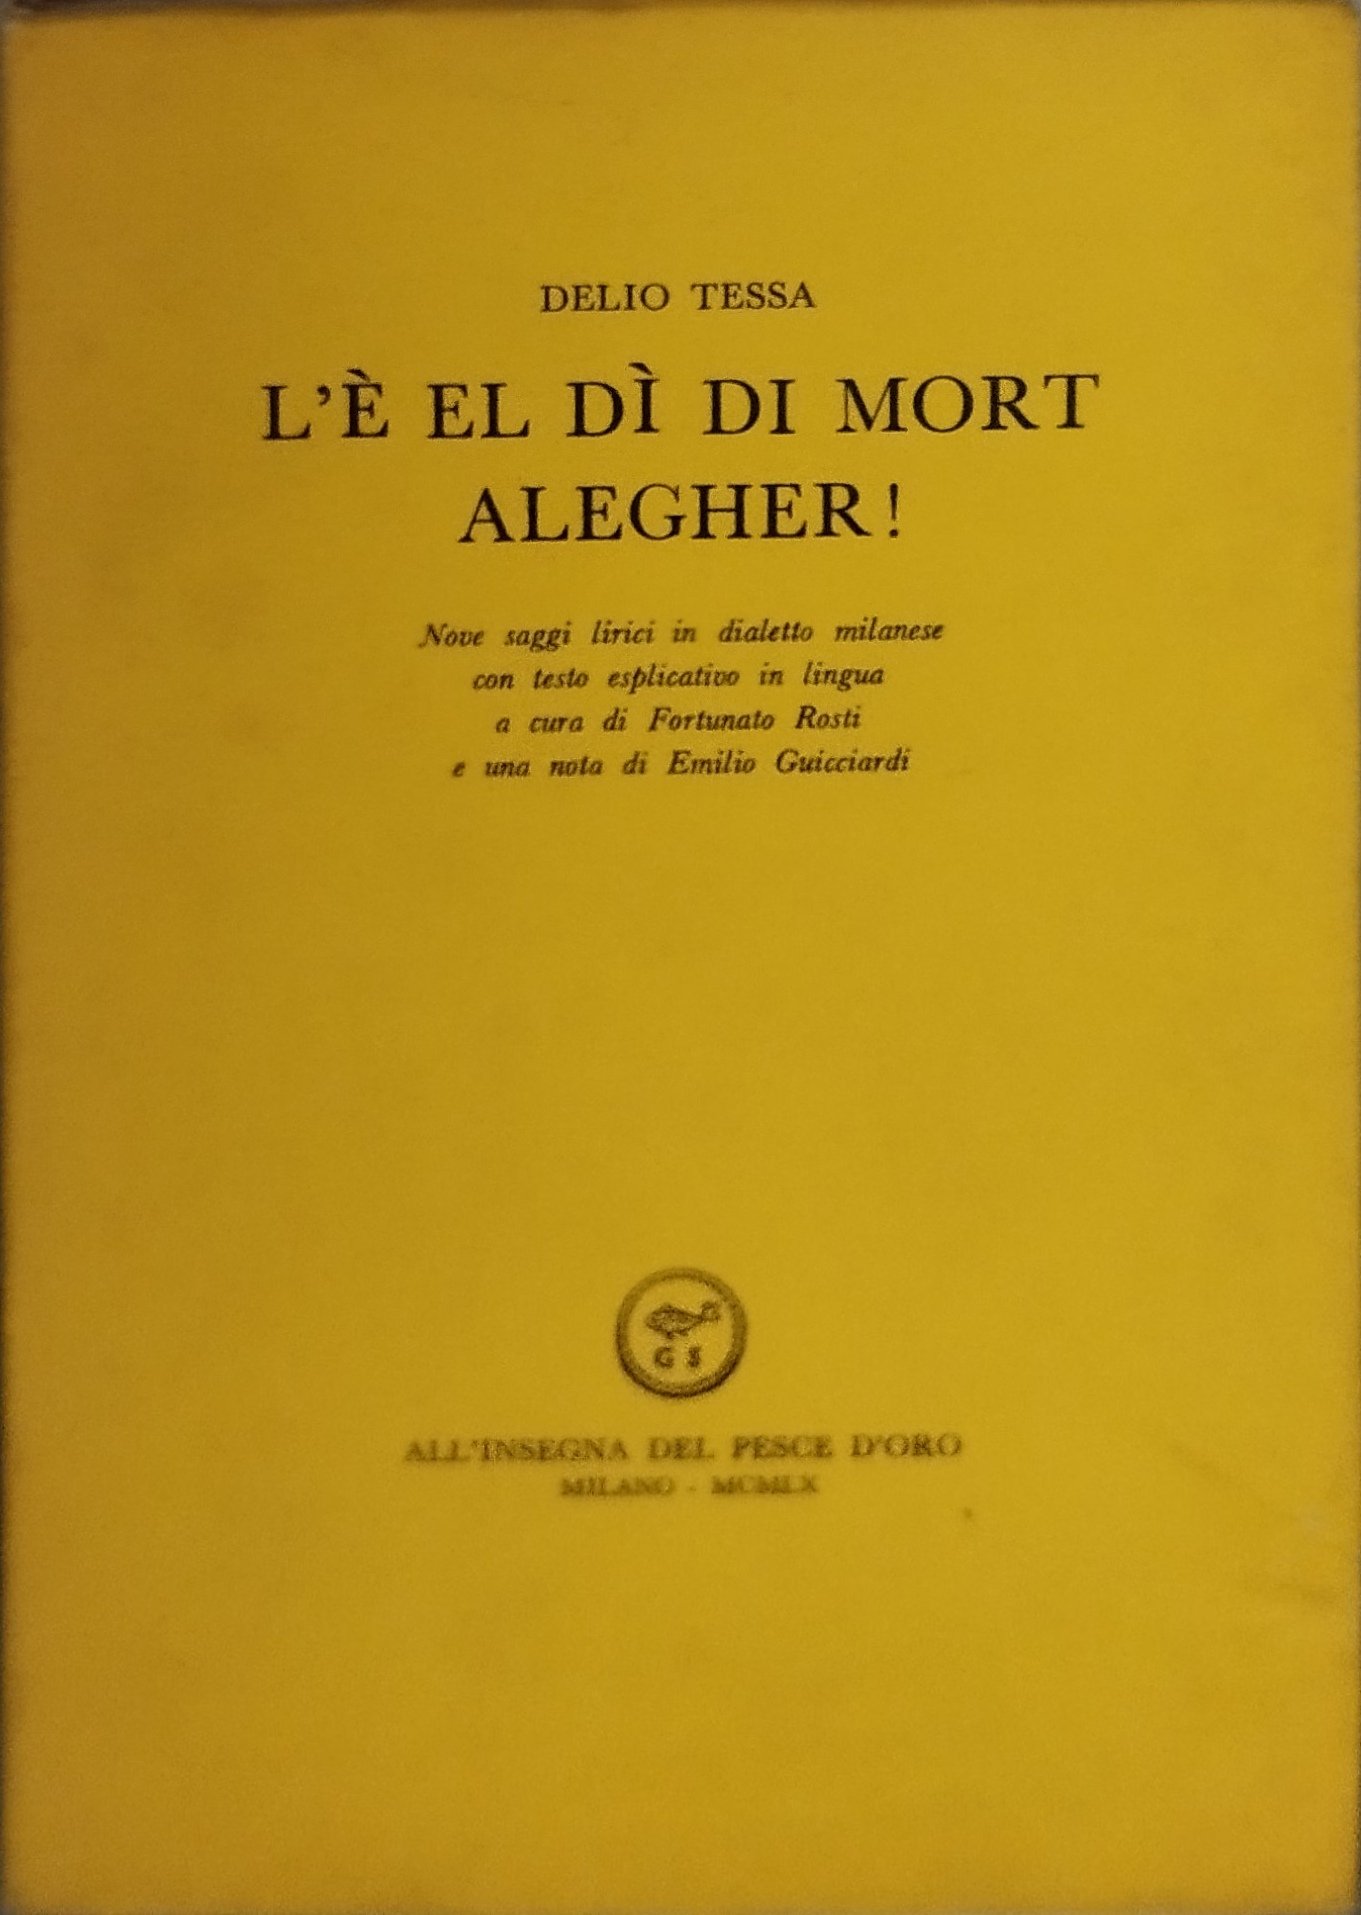 DELIO TESSA
L'È EL DÌ DI MORT
ALEGHER!
Nove saggi lirici in dialetto milanese
con testo esplicativo in lingua
a cura di Fortunato Rosti
e una nota di Emilio Guicciardi
G S
ALL'INSEGNA DEL PESCE D'ORO
MILANO - MCMLX